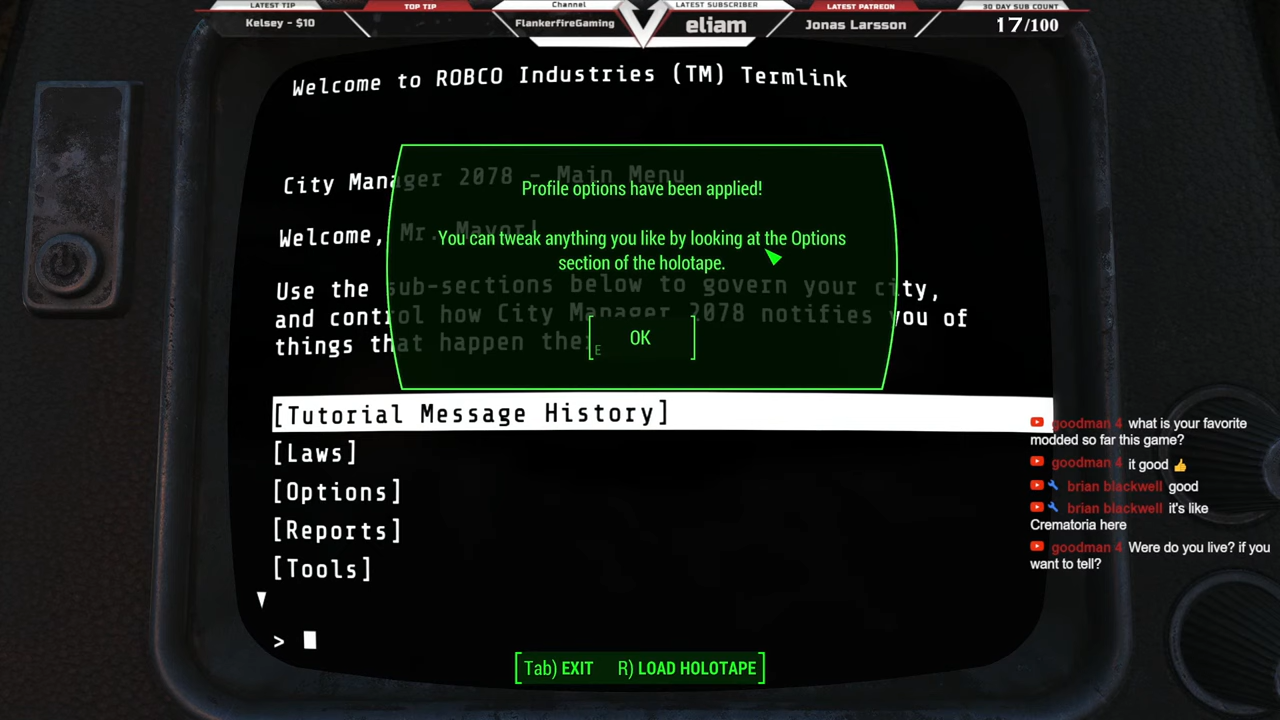 LATEST TIP
Kelsey - $10
TOP TIP
Channel
FlankerfireGaming
LATEST SUBSCRIBER
eliam
LATEST PATREON
Jonas Larsson
30 DAY SUB COUNT
17/100
Welcome to ROBCO Industries (TM) Termlink
City Manager 2078 - Main Menu
Welcome, Mr. Mayor!
Use the sub-sections below to govern your city,
and control how City Manager 2078 notifies you of
things that happen there.
Profile options have been applied!
You can tweak anything you like by looking at the Options
section of the holotape.
E
OK
[Tutorial Message History]
[Laws]
[Options]
[Reports]
[Tools]
>
Tab) EXIT R) LOAD HOLOTAPE
goodman 4 what is your favorite
modded so far this game?
goodman 4 it good 👍
brian blackwell good
brian blackwell it's like
Crematoria here
goodman 4 Were do you live? if you
want to tell?